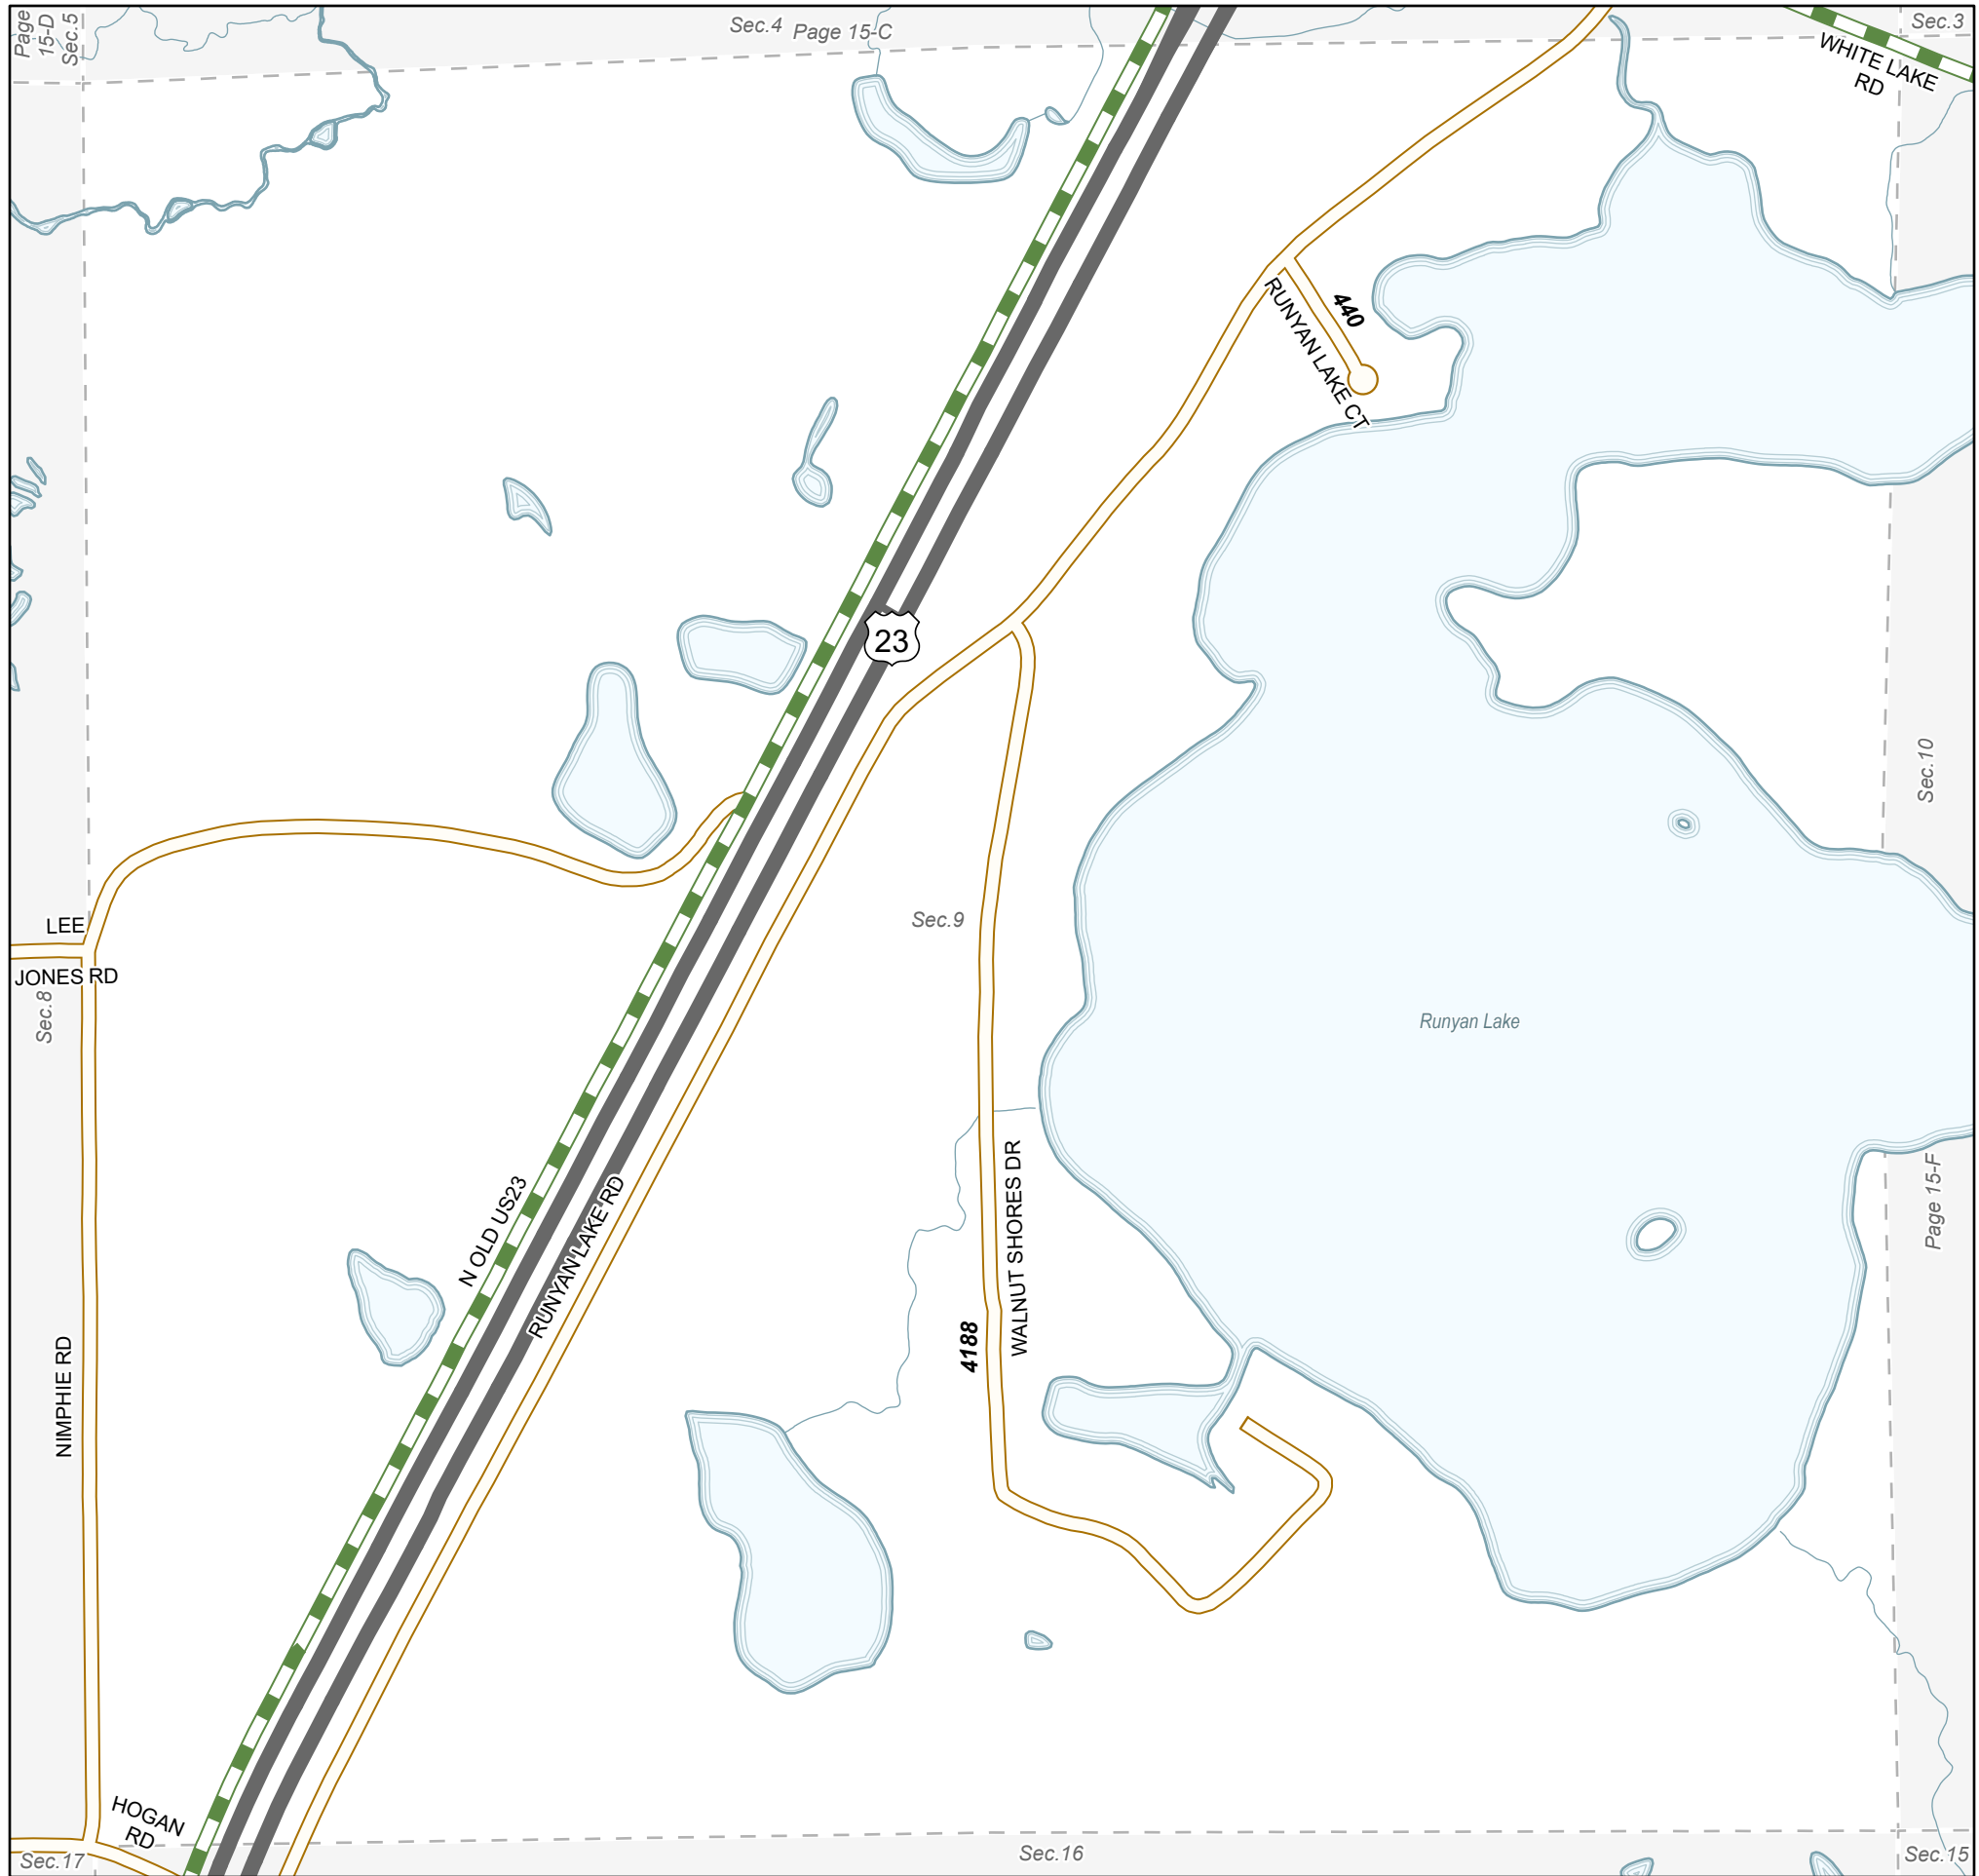 Page
15-D
Sec.5
Sec.4
Page 15-C
Sec.3
WHITE LAKE
RD
440
RUNYAN LAKE CT
23
Sec.10
LEE
JONES RD
Sec.9
Sec.8
Runyan Lake
N OLD US23
RUNYAN LAKE RD
WALNUT SHORES DR
4188
Page 15-F
NIMPHIE RD
HOGAN
RD
Sec.17
Sec.16
Sec.15